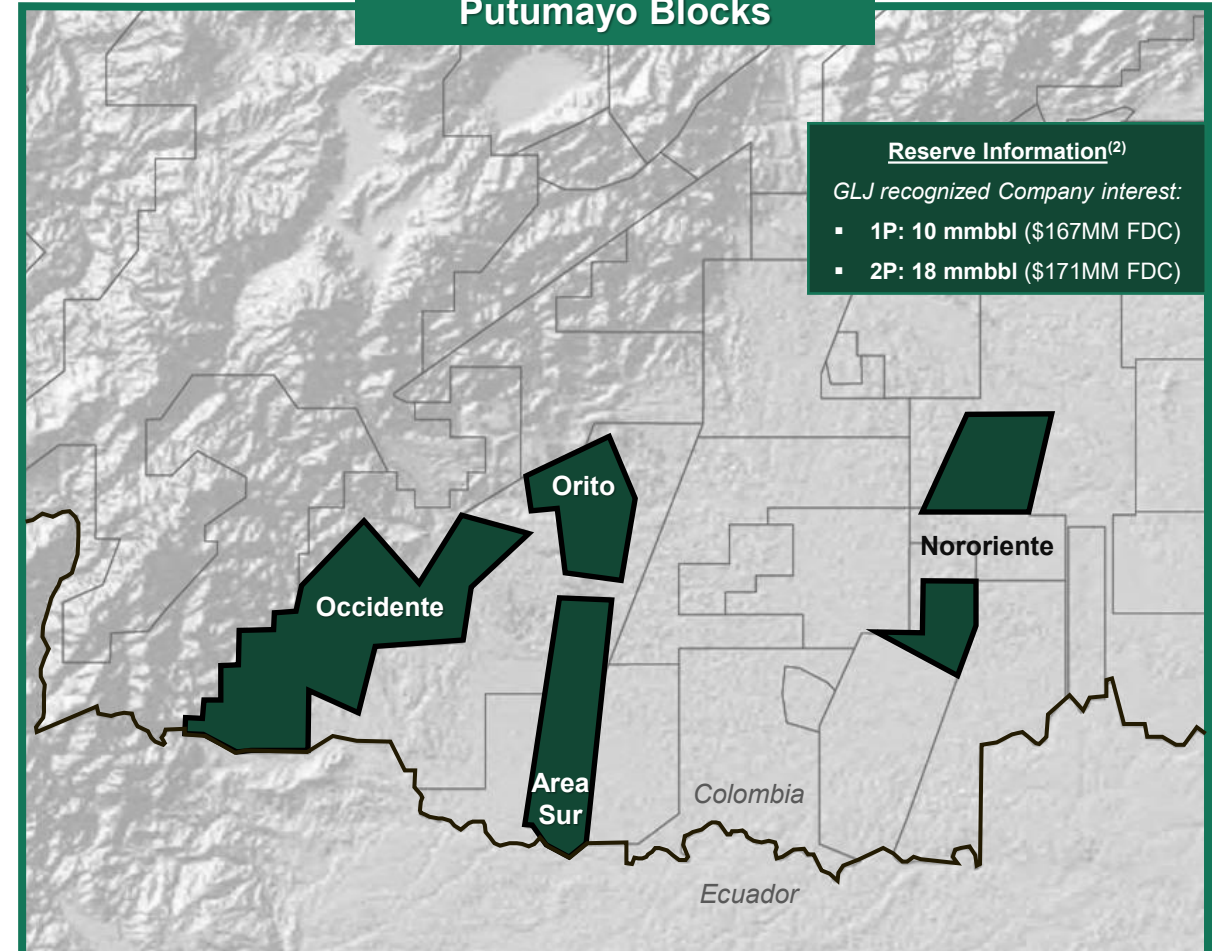 Putumayo Blocks
Reserve Information(2)
GLJ recognized Company interest:
▪ 1P: 10 mmbbl ($167MM FDC)
▪ 2P: 18 mmbbl ($171MM FDC)
Orito
Nororiente
Occidente
Area
Sur
Colombia
Ecuador